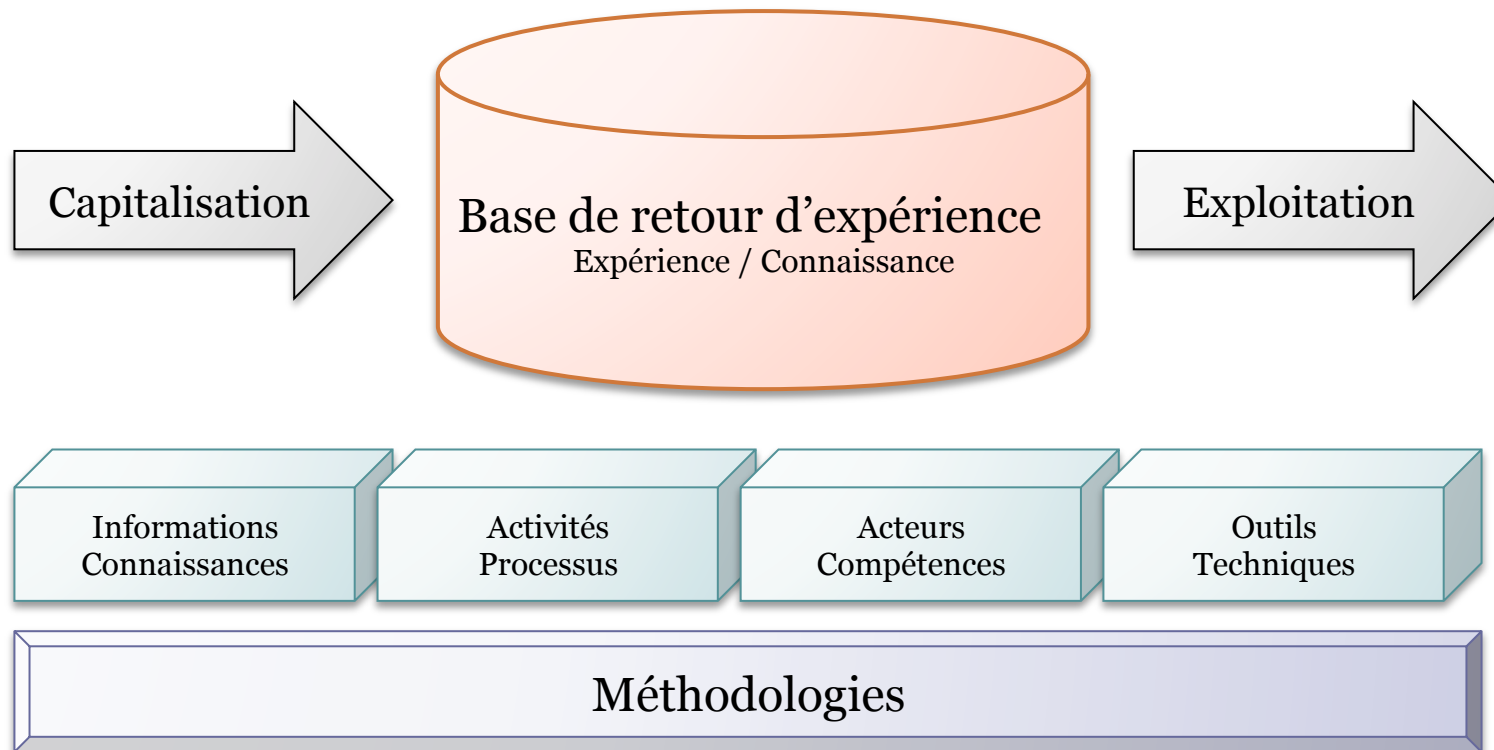 Capitalisation
Base de retour d’expérience
Expérience / Connaissance
Exploitation
Informations
Connaissances
Activités
Processus
Acteurs
Compétences
Outils
Techniques
Méthodologies